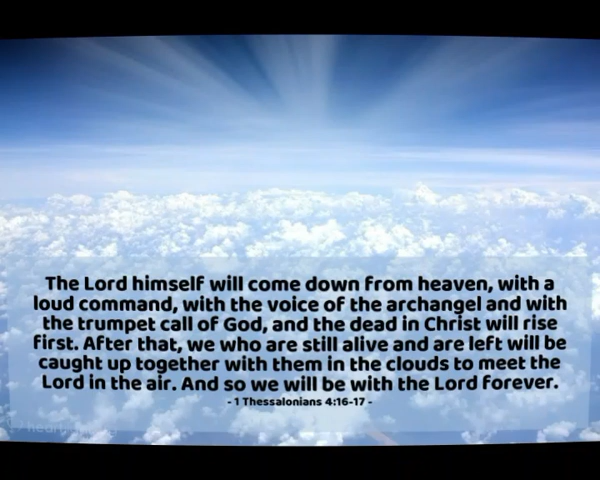 The Lord himself will come down from heaven, with a
loud command, with the voice of the archangel and with
the trumpet call of God, and the dead in Christ will rise
first. After that, we who are still alive and are left will be
caught up together with them in the clouds to meet the
Lord in the air. And so we will be with the Lord forever.
- 1 Thessalonians 4:16-17 -